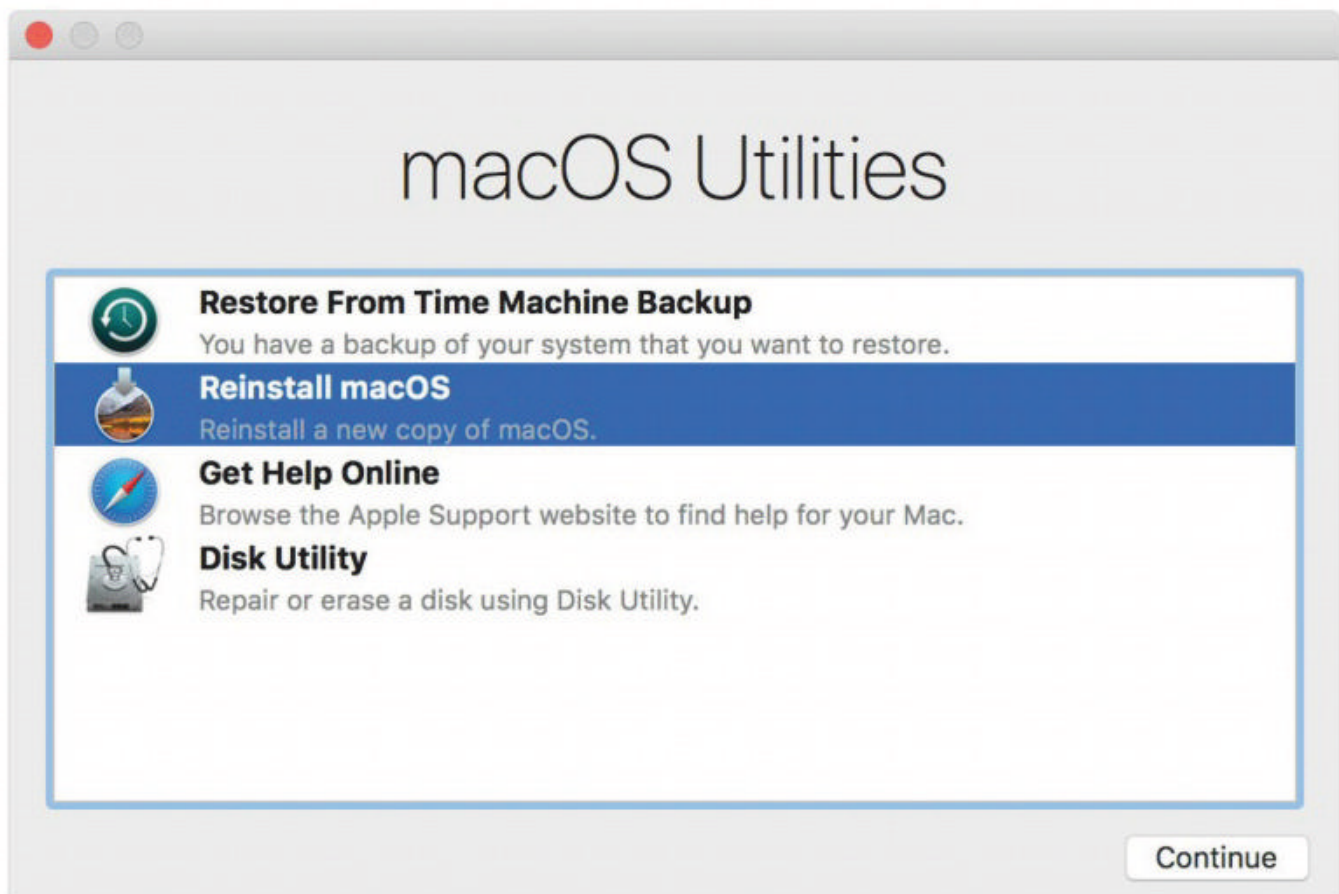 macOS Utilities
Restore From Time Machine Backup
You have a backup of your system that you want to restore.
Reinstall macOS
Reinstall a new copy of macOS.
Get Help Online
Browse the Apple Support website to find help for your Mac.
Disk Utility
Repair or erase a disk using Disk Utility.
Continue